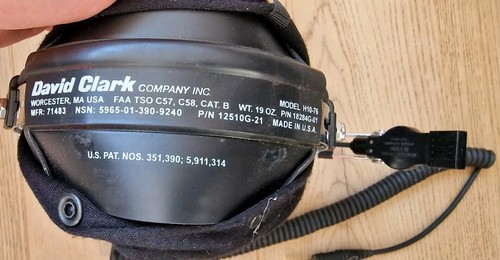 David Clark COMPANY INC.
WORCESTER, MA USA FAA TSO C57, C58, CAT. B WT. 19 OZ. MODEL H10-76
MFR: 71483 NSN: 5965-01-390-9240 P/N 12510G-21 P/N 18284G-01
MADE IN U.S.A.
U.S. PAT. NOS. 351,390; 5,911,314